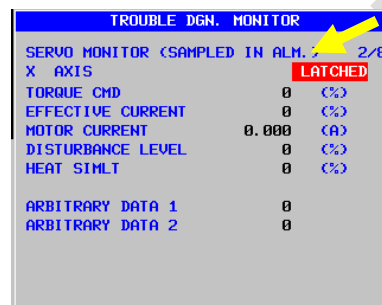 TROUBLE DGN. MONITOR
SERVO MONITOR (SAMPLED IN ALM.) 2/8
X AXIS LATCHED
TORQUE CMD 0 (%)
EFFECTIVE CURRENT 0 (%)
MOTOR CURRENT 0.000 (A)
DISTURBANCE LEVEL 0 (%)
HEAT SIMLT 0 (%)
ARBITRARY DATA 1 0
ARBITRARY DATA 2 0